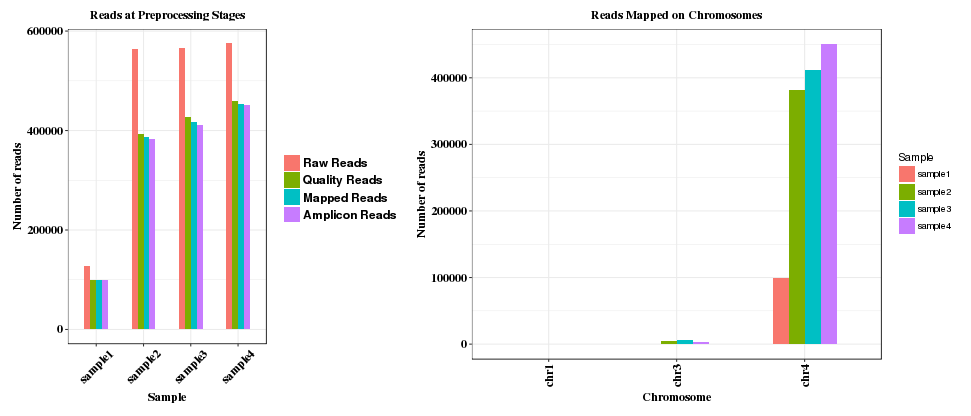 Reads at Preprocessing Stages
600000
400000
200000
0
Number of reads
sample1
sample2
sample3
sample4
Sample
Raw Reads
Quality Reads
Mapped Reads
Amplicon Reads
Reads Mapped on Chromosomes
400000
300000
200000
100000
0
Number of reads
chr1
chr3
chr4
Chromosome
Sample
sample1
sample2
sample3
sample4